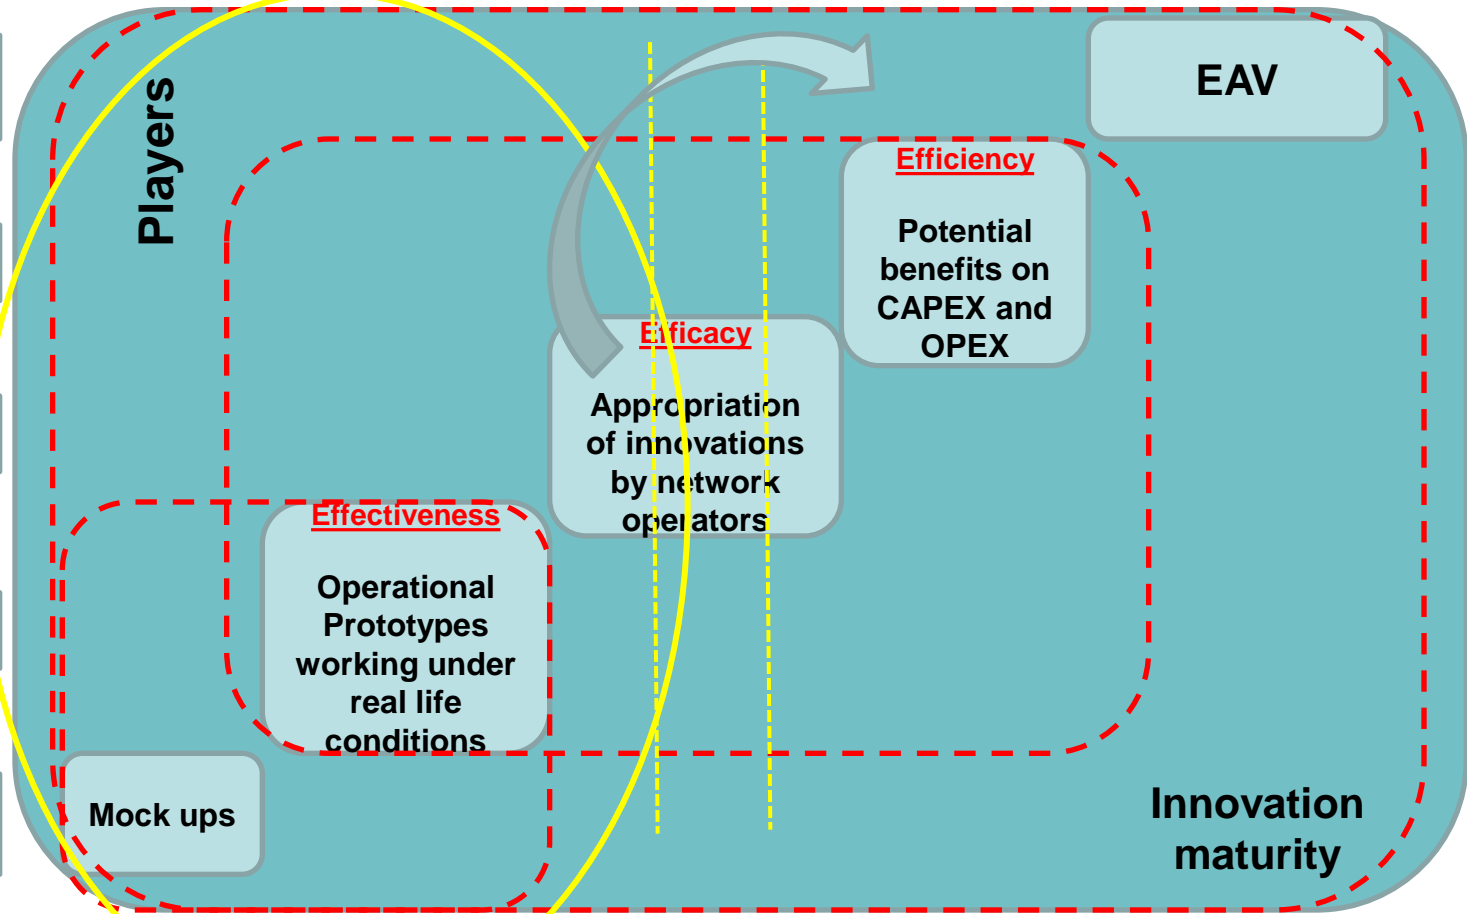 Players
EAV
Efficiency
Potential
benefits on
CAPEX and
OPEX
Efficacy
Appropriation
of innovations
by network
operators
Effectiveness
Operational
Prototypes
working under
real life
conditions
Mock ups
Innovation
maturity